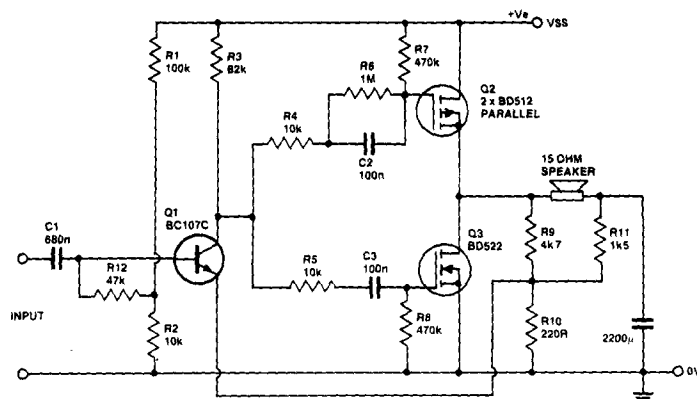 +Ve
VSS
R1
100k
R3
82k
R7
470k
R6
1M
Q2
2 x BD512
PARALLEL
R4
10k
C2
100n
15 OHM
SPEAKER
Q1
BC107C
C1
680n
Q3
BD522
R9
4k7
R11
1k5
R12
47k
R5
10k
C3
100n
INPUT
R2
10k
R8
470k
R10
220R
2200μ
0V